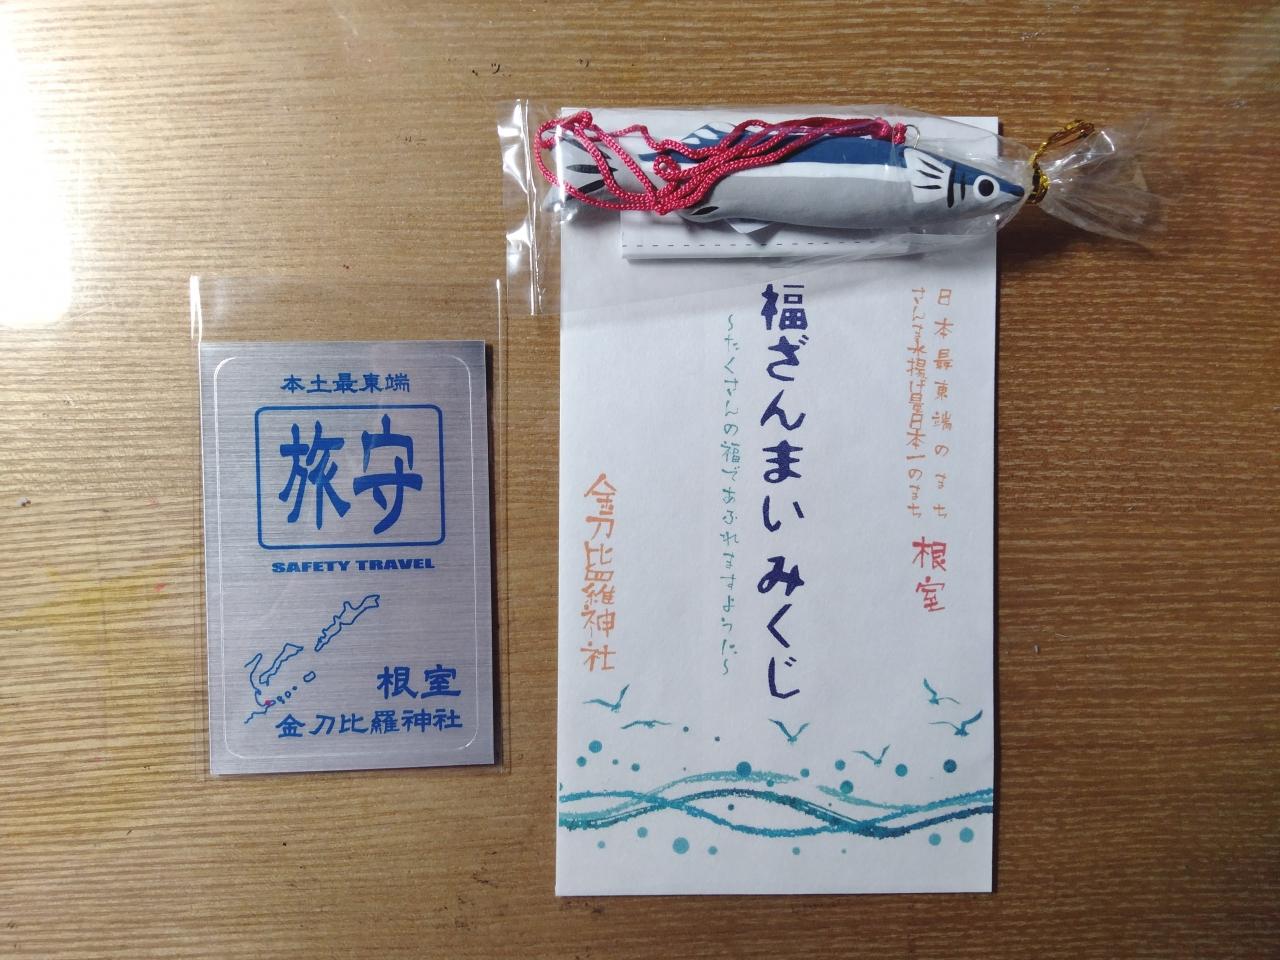 本土最東端
旅守
SAFETY TRAVEL
根室
金刀比羅神社
日本最東端のまち
さんま水揚げ量日本一のまち
根室
福ざんまいみくじ
～たくさんの福であふれますように～
金刀比羅神社